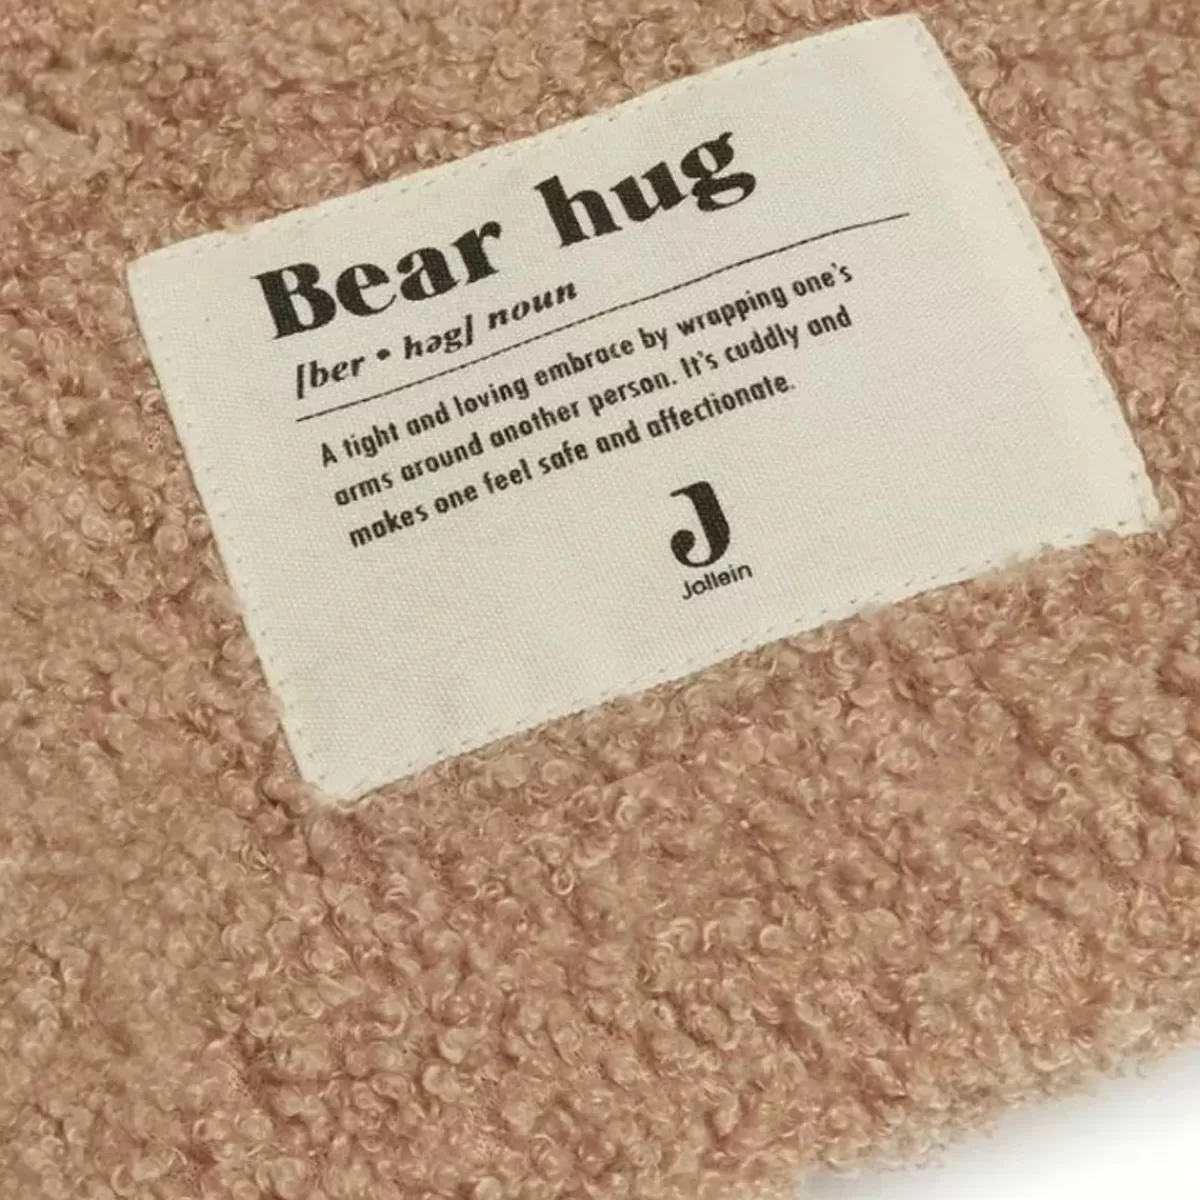 Bear hug
[ber • həg] noun
A tight and loving embrace by wrapping one's
arms around another person. It's cuddly and
makes one feel safe and affectionate.
J
Jollein